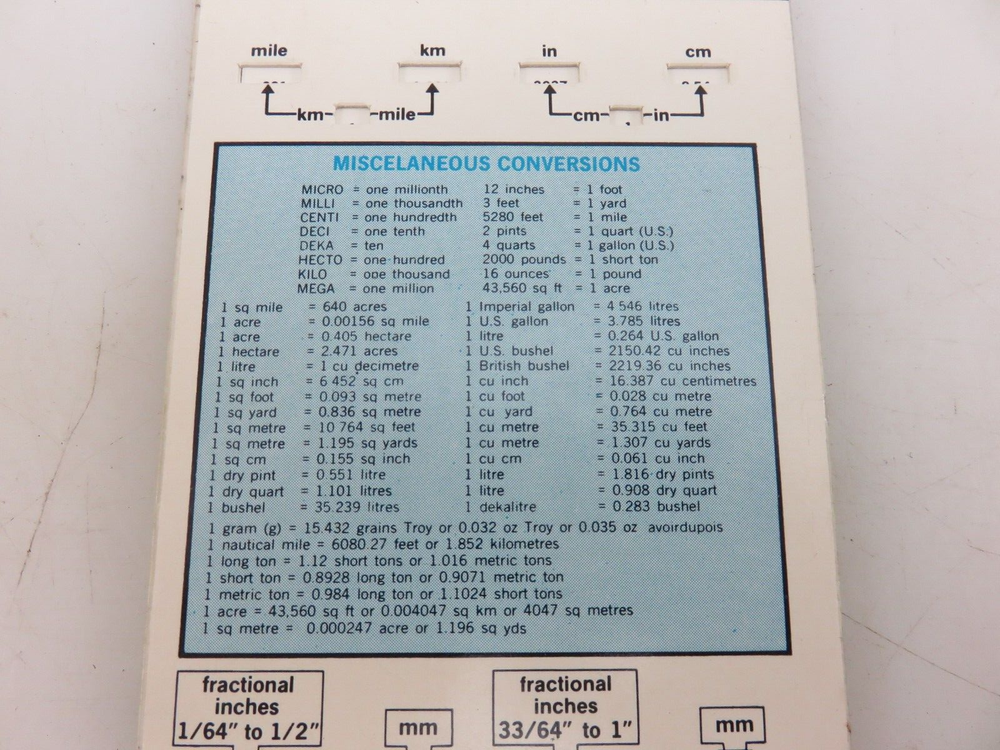 mile km in cm
km mile cm in
MISCELANEOUS CONVERSIONS
MICRO = one millionth 12 inches = 1 foot
MILLI = one thousandth 3 feet = 1 yard
CENTI = one hundredth 5280 feet = 1 mile
DECI = one tenth 2 pints = 1 quart (U.S.)
DEKA = ten 4 quarts = 1 gallon (U.S.)
HECTO = one-hundred 2000 pounds = 1 short ton
KILO = one thousand 16 ounces = 1 pound
MEGA = one million 43,560 sq ft = 1 acre
1 sq mile = 640 acres 1 Imperial gallon = 4 546 litres
1 acre = 0.00156 sq mile 1 U.S. gallon = 3.785 litres
1 acre = 0.405 hectare 1 litre = 0.264 U.S. gallon
1 hectare = 2.471 acres 1 U.S. bushel = 2150.42 cu inches
1 litre = 1 cu decimetre 1 British bushel = 2219.36 cu inches
1 sq inch = 6 452 sq cm 1 cu inch = 16.387 cu centimetres
1 sq foot = 0.093 sq metre 1 cu foot = 0.028 cu metre
1 sq yard = 0.836 sq metre 1 cu yard = 0.764 cu metre
1 sq metre = 10 764 sq feet 1 cu metre = 35.315 cu feet
1 sq metre = 1.195 sq yards 1 cu metre = 1.307 cu yards
1 sq cm = 0.155 sq inch 1 cu cm = 0.061 cu inch
1 dry pint = 0.551 litre 1 litre = 1.816 dry pints
1 dry quart = 1.101 litres 1 litre = 0.908 dry quart
1 bushel = 35.239 litres 1 dekalitre = 0.283 bushel
1 gram (g) = 15.432 grains Troy or 0.032 oz Troy or 0.035 oz avoirdupois
1 nautical mile = 6080.27 feet or 1.852 kilometres
1 long ton = 1.12 short tons or 1.016 metric tons
1 short ton = 0.8928 long ton or 0.9071 metric ton
1 metric ton = 0.984 long ton or 1.1024 short tons
1 acre = 43,560 sq ft or 0.004047 sq km or 4047 sq metres
1 sq metre = 0.000247 acre or 1.196 sq yds
fractional fractional
inches inches
1/64" to 1/2" mm 33/64" to 1" mm